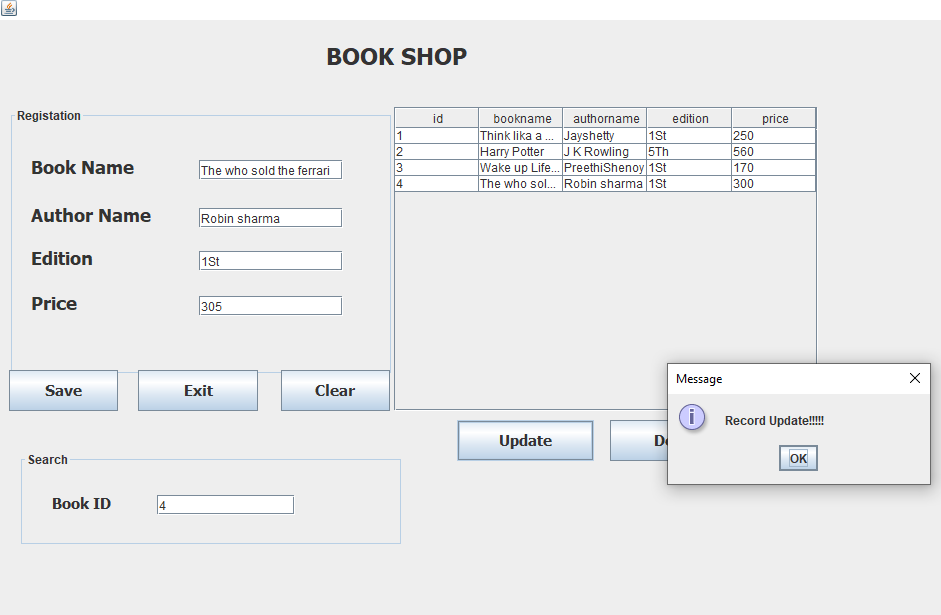 BOOK SHOP
Registation
Book Name The who sold the ferrari
Author Name Robin sharma
Edition 1St
Price 305
Save Exit Clear
id bookname authorname edition price
1 Think lika a ... Jayshetty 1St 250
2 Harry Potter J K Rowling 5Th 560
3 Wake up Life... PreethiShenoy 1St 170
4 The who sol... Robin sharma 1St 300
Update
Search
Book ID 4
Message
Record Update!!!!!
OK